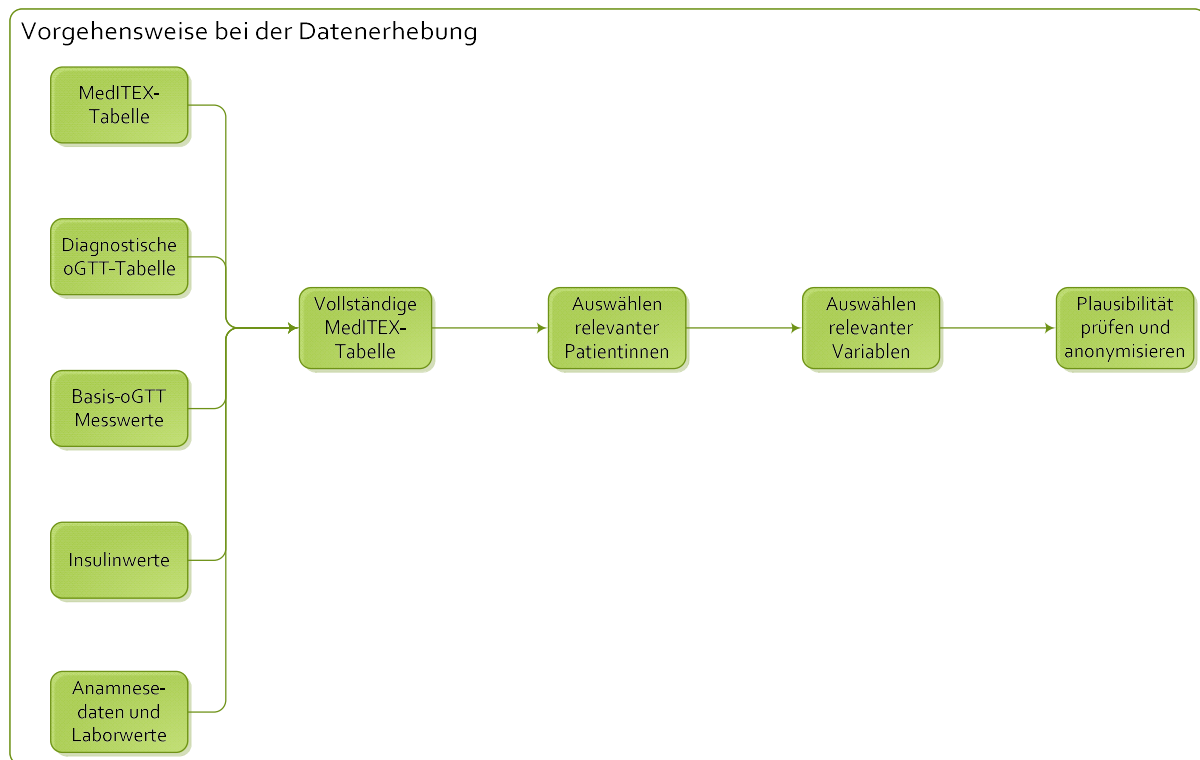 Vorgehensweise bei der Datenerhebung
MedITEX-
Tabelle
Diagnostische
oGTT-Tabelle
Basis-oGTT
Messwerte
Insulinwerte
Anamnese-
daten und
Laborwerte
Vollständige
MedITEX-
Tabelle
Auswählen
relevanter
Patientinnen
Auswählen
relevanter
Variablen
Plausibilität
prüfen und
anonymisieren